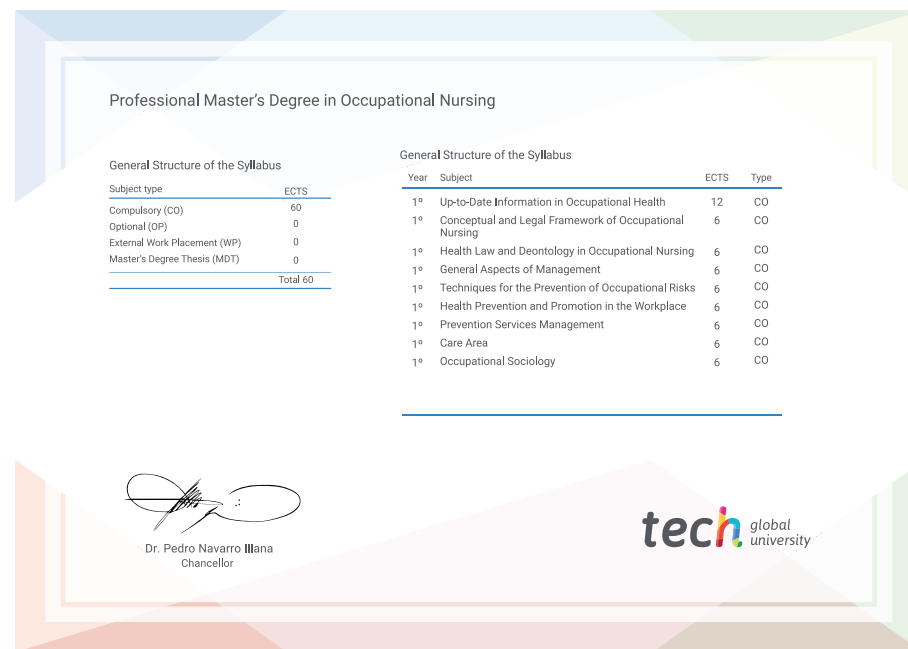 Professional Master's Degree in Occupational Nursing
General Structure of the Syllabus
Subject type ECTS
Compulsory (CO) 60
Optional (OP) 0
External Work Placement (WP) 0
Master's Degree Thesis (MDT) 0
Total 60
General Structure of the Syllabus
Year Subject ECTS Type
1º Up-to-Date Information in Occupational Health 12 CO
1º Conceptual and Legal Framework of Occupational 6 CO
Nursing
1º Health Law and Deontology in Occupational Nursing 6 CO
1º General Aspects of Management 6 CO
1º Techniques for the Prevention of Occupational Risks 6 CO
1º Health Prevention and Promotion in the Workplace 6 CO
1º Prevention Services Management 6 CO
1º Care Area 6 CO
1º Occupational Sociology 6 CO
Dr. Pedro Navarro Illana
Chancellor
tech global
university